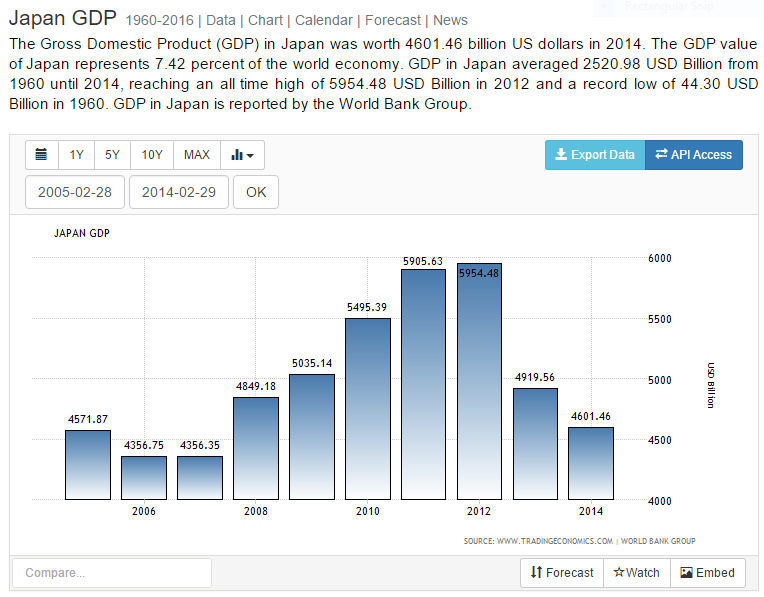 Japan GDP 1960-2016 | Data | Chart | Calendar | Forecast | News
The Gross Domestic Product (GDP) in Japan was worth 4601.46 billion US dollars in 2014. The GDP value
of Japan represents 7.42 percent of the world economy. GDP in Japan averaged 2520.98 USD Billion from
1960 until 2014, reaching an all time high of 5954.48 USD Billion in 2012 and a record low of 44.30 USD
Billion in 1960. GDP in Japan is reported by the World Bank Group.
1Y 5Y 10Y MAX Export Data API Access
2005-02-28 2014-02-29 OK
JAPAN GDP
4571.87
4356.75
4356.35
4849.18
5035.14
5495.39
5905.63
5954.48
4919.56
4601.46
6000
5500
5000
4500
4000
USD Billion
2006 2008 2010 2012 2014
SOURCE: WWW.TRADINGECONOMICS.COM | WORLD BANK GROUP
Compare... Forecast Watch Embed